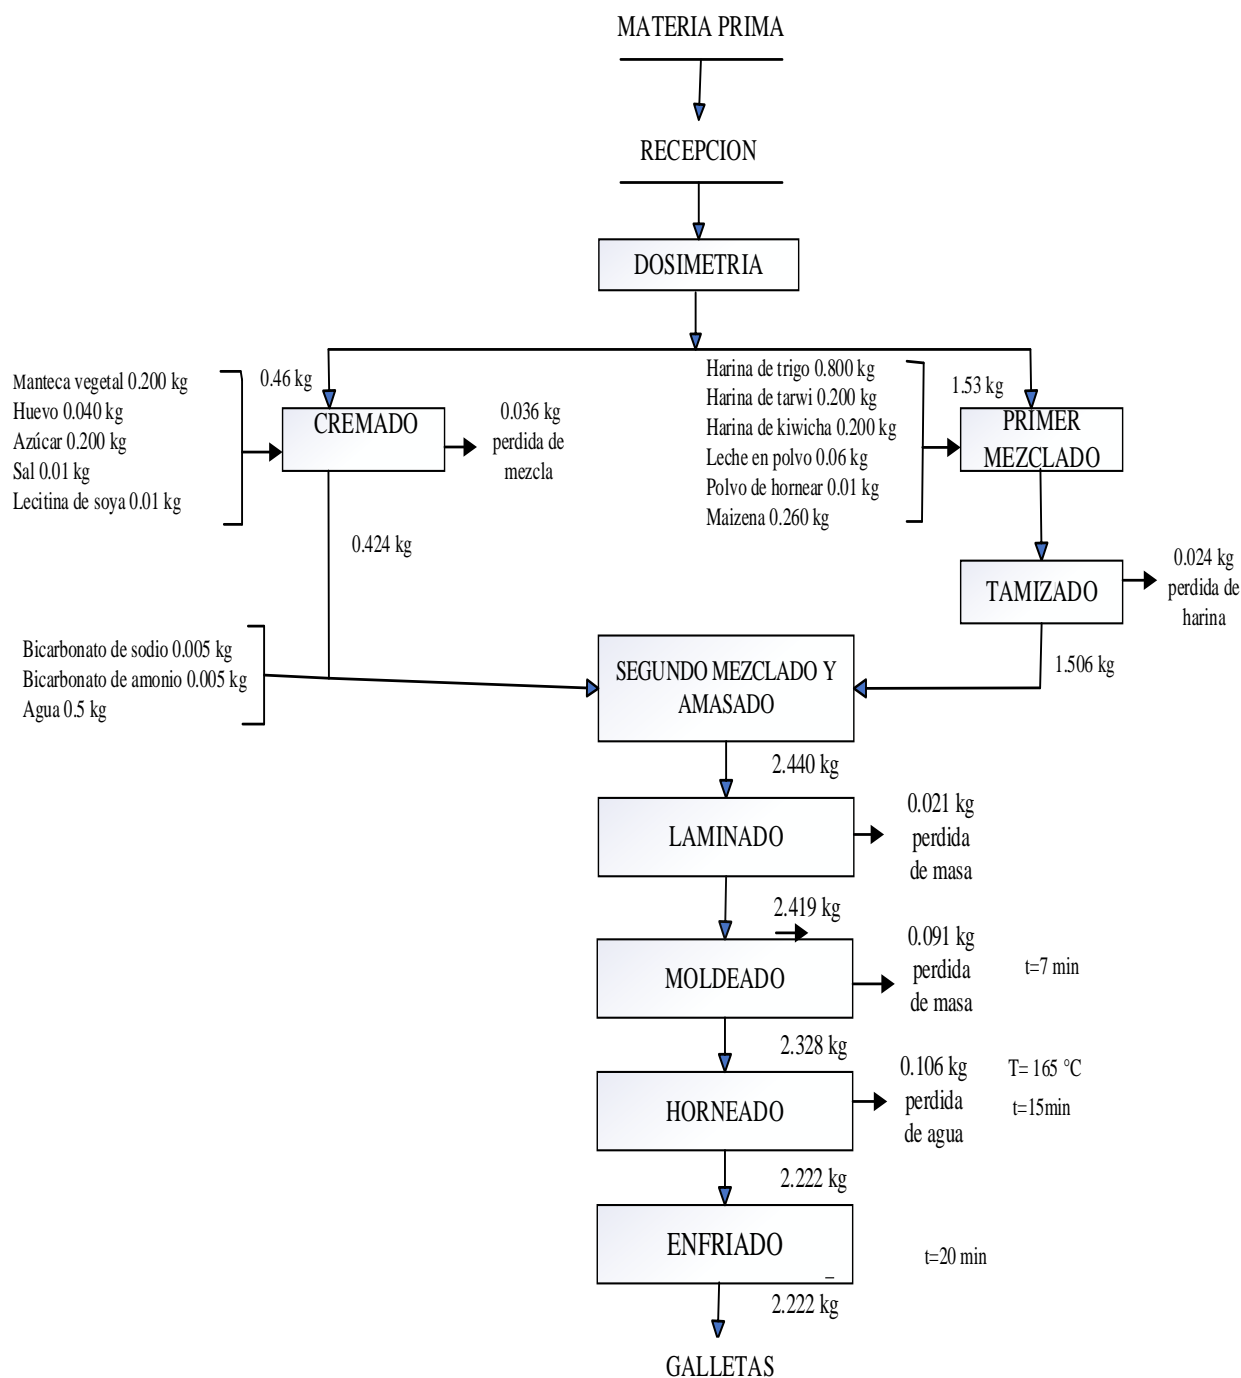 MATERIA PRIMA
RECEPCION
DOSIMETRIA
Manteca vegetal 0.200 kg
Huevo 0.040 kg
Azúcar 0.200 kg
Sal 0.01 kg
Lecitina de soya 0.01 kg
0.46 kg
CREMADO
0.036 kg
perdida de
mezcla
0.424 kg
Harina de trigo 0.800 kg
Harina de tarwi 0.200 kg
Harina de kiwicha 0.200 kg
Leche en polvo 0.06 kg
Polvo de hornear 0.01 kg
Maizena 0.260 kg
1.53 kg
PRIMER
MEZCLADO
TAMIZADO
0.024 kg
perdida de
harina
1.506 kg
Bicarbonato de sodio 0.005 kg
Bicarbonato de amonio 0.005 kg
Agua 0.5 kg
SEGUNDO MEZCLADO Y
AMASADO
2.440 kg
LAMINADO
0.021 kg
perdida
de masa
2.419 kg
MOLDEADO
0.091 kg
perdida
de masa
t=7 min
2.328 kg
HORNEADO
0.106 kg
perdida
de agua
T= 165 °C
t=15min
2.222 kg
ENFRIADO
t=20 min
2.222 kg
GALLETAS